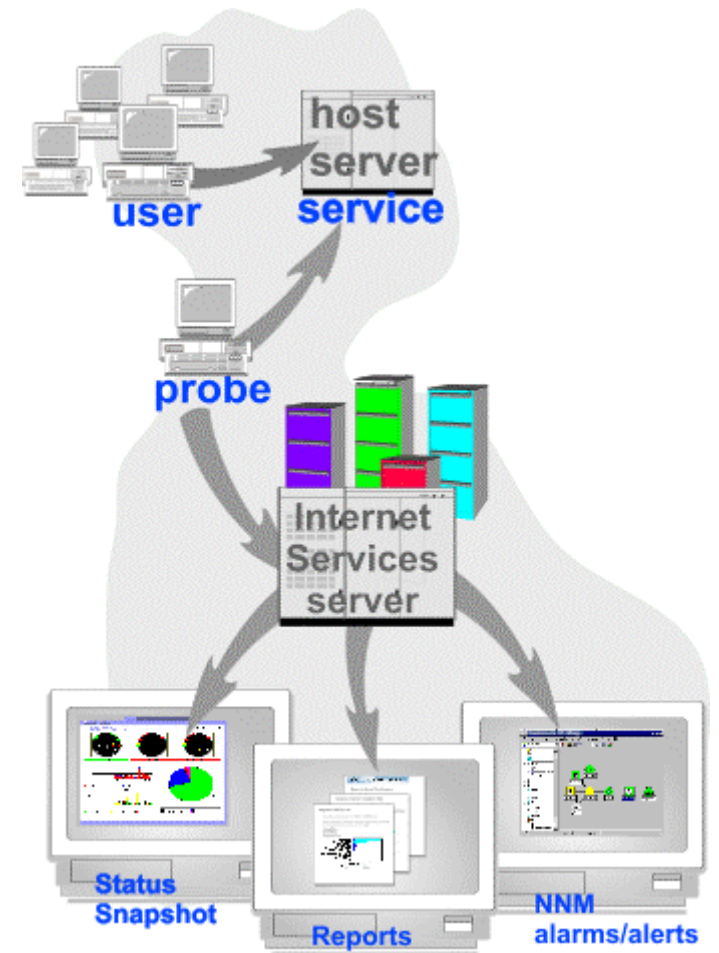 host
server
user
service
probe
Internet
Services
server
Status
Snapshot
Reports
NNM
alarms/alerts